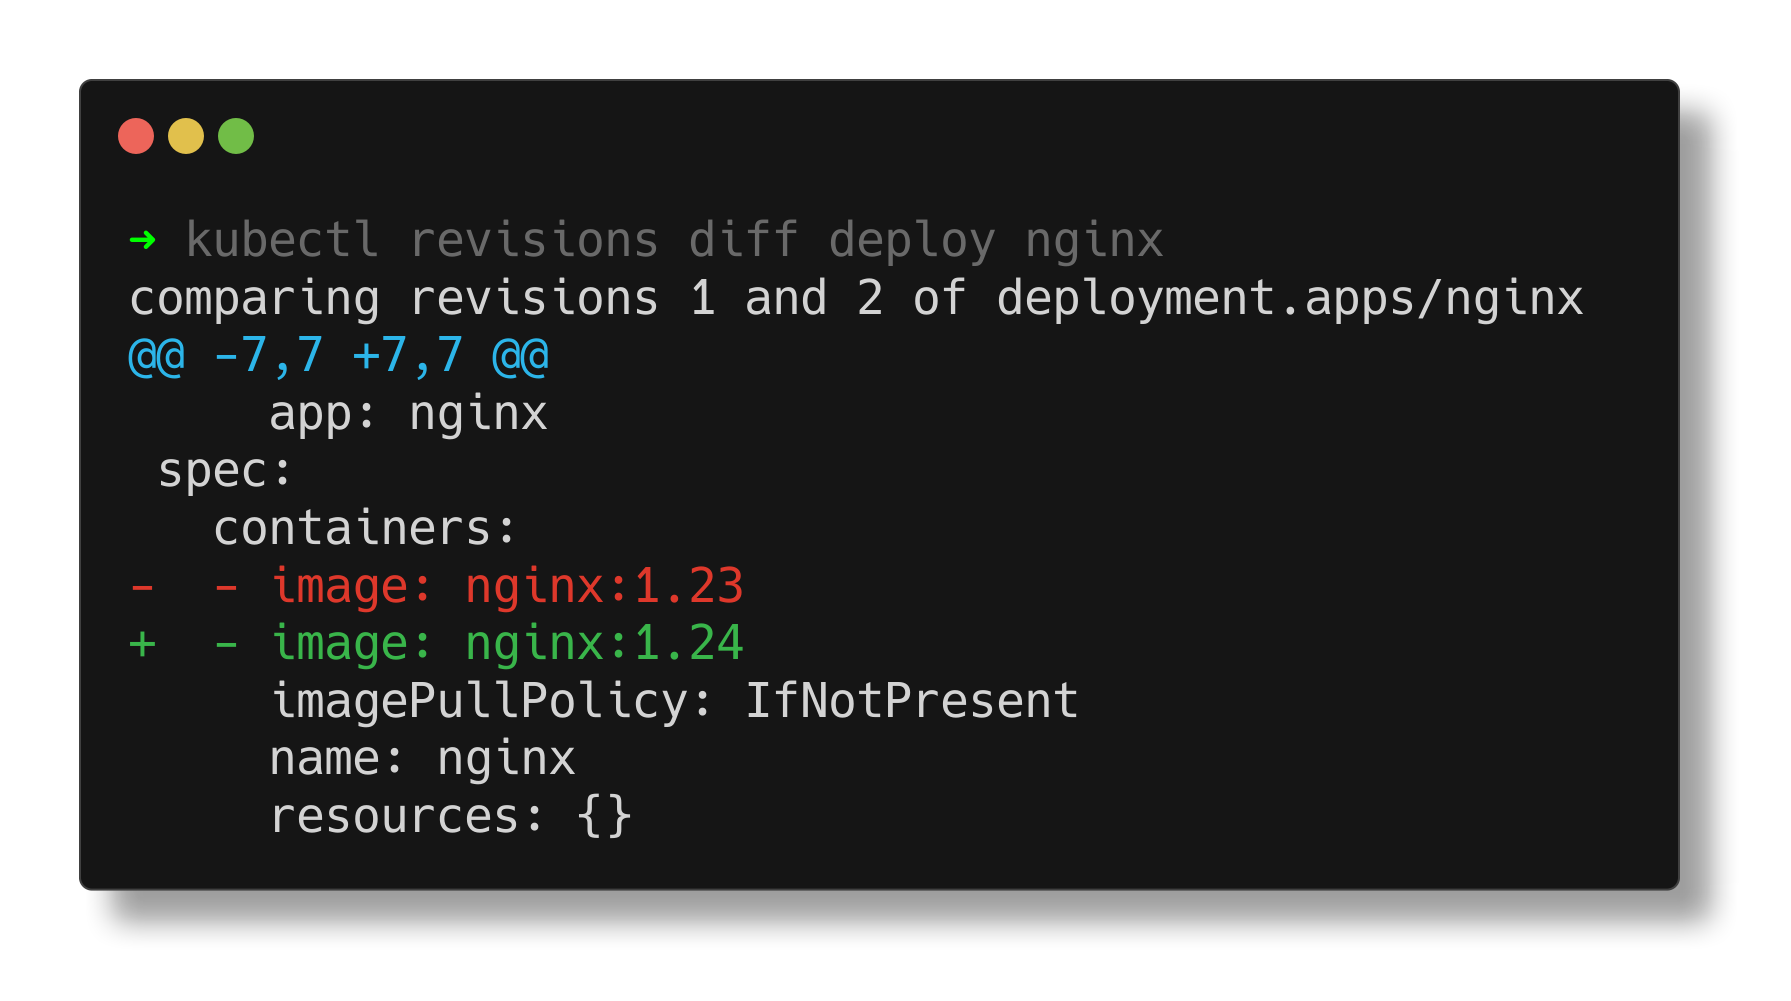 ➜ kubectl revisions diff deploy nginx
comparing revisions 1 and 2 of deployment.apps/nginx
@@ -7,7 +7,7 @@
     app: nginx
 spec:
   containers:
-  - image: nginx:1.23
+  - image: nginx:1.24
     imagePullPolicy: IfNotPresent
     name: nginx
     resources: {}